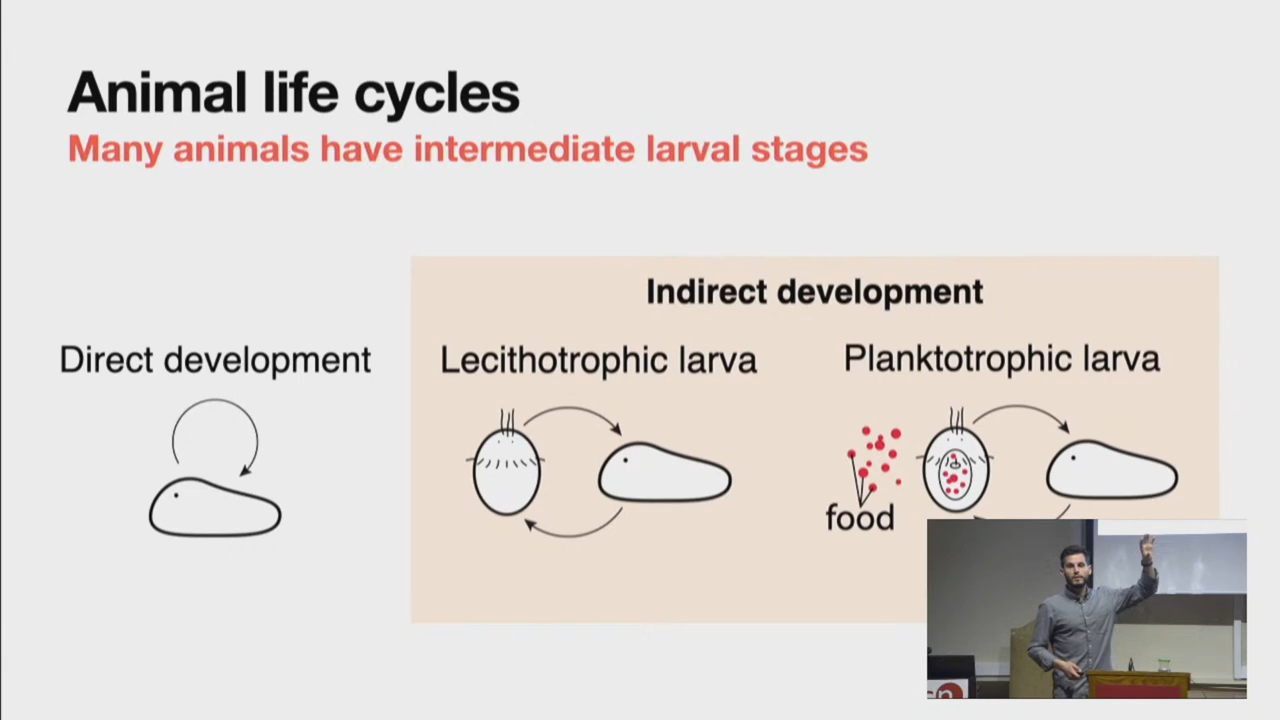 Animal life cycles
Many animals have intermediate larval stages
Indirect development
Direct development
Lecithotrophic larva
Planktotrophic larva
food